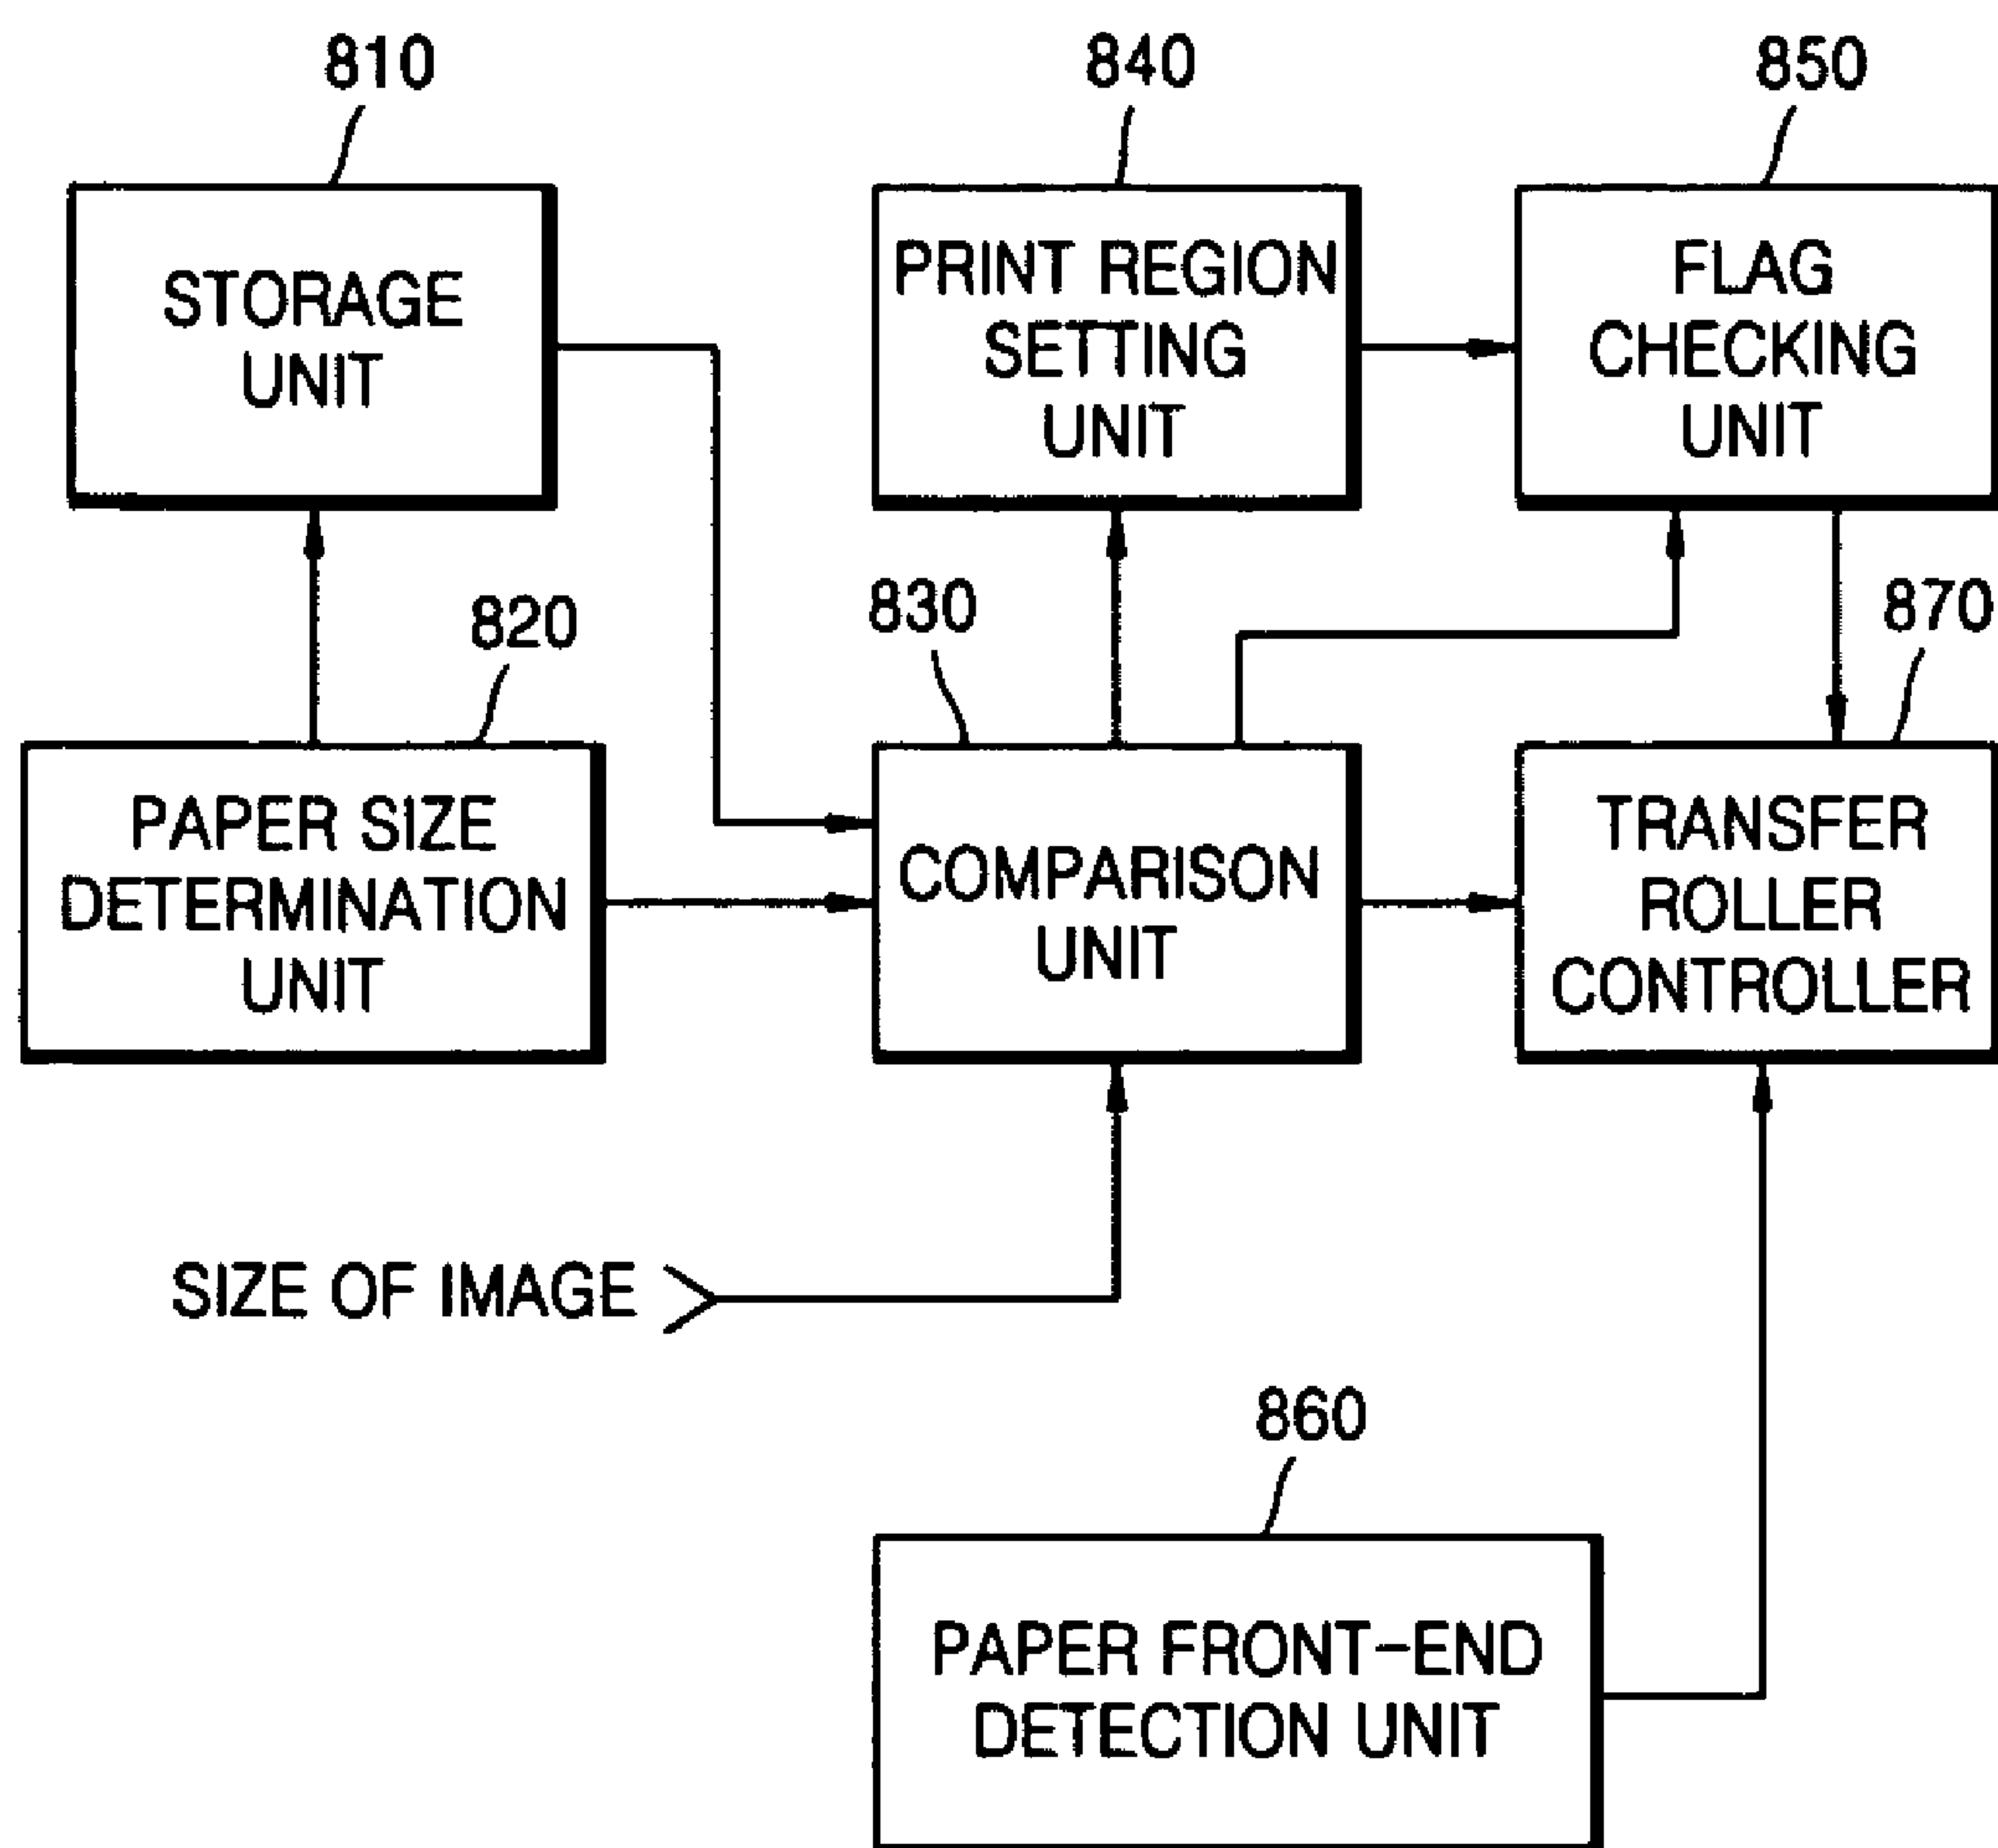 810
840
850
STORAGE
UNIT
PRINT REGION
SETTING
UNIT
FLAG
CHECKING
UNIT
820
830
870
PAPER SIZE
DETERMINATION
UNIT
COMPARISON
UNIT
TRANSFER
ROLLER
CONTROLLER
SIZE OF IMAGE
860
PAPER FRONT-END
DETECTION UNIT